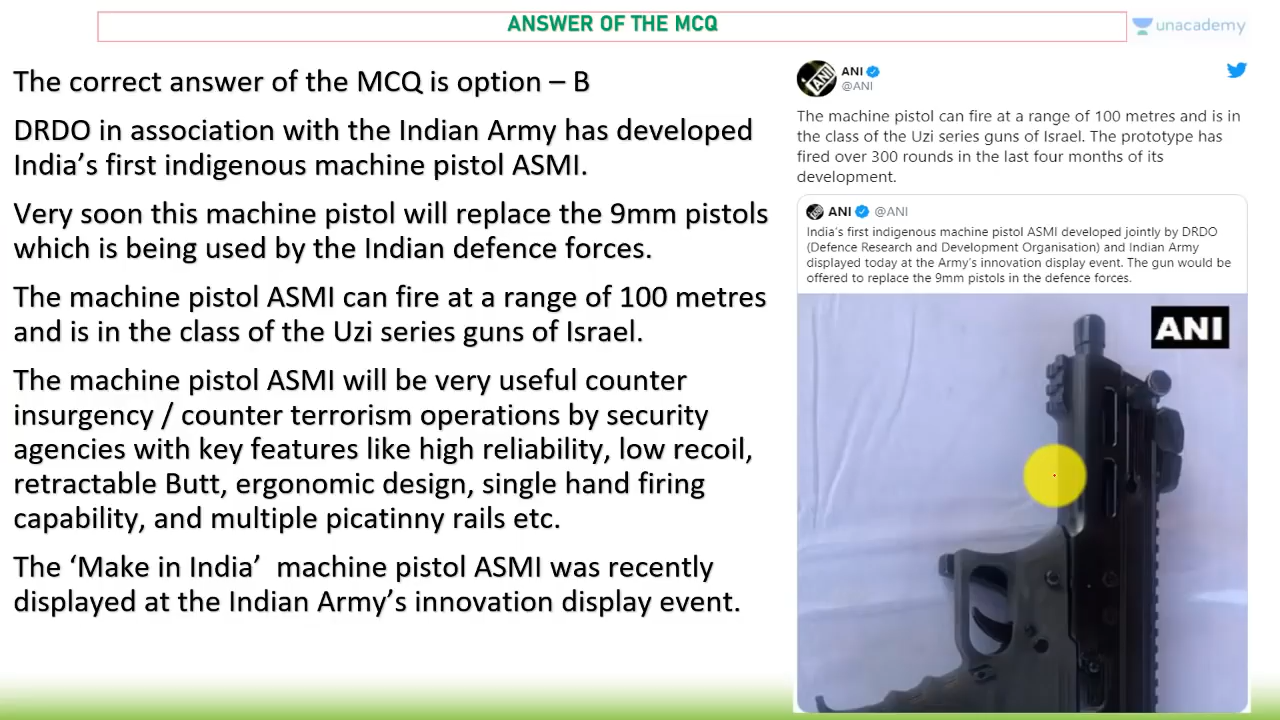 ANSWER OF THE MCQ
unacademy
The correct answer of the MCQ is option – B
DRDO in association with the Indian Army has developed
India's first indigenous machine pistol ASMI.
Very soon this machine pistol will replace the 9mm pistols
which is being used by the Indian defence forces.
The machine pistol ASMI can fire at a range of 100 metres
and is in the class of the Uzi series guns of Israel.
The machine pistol ASMI will be very useful counter
insurgency / counter terrorism operations by security
agencies with key features like high reliability, low recoil,
retractable Butt, ergonomic design, single hand firing
capability, and multiple picatinny rails etc.
The ‘Make in India’  machine pistol ASMI was recently
displayed at the Indian Army's innovation display event.
ANI
ANI
@ANI
The machine pistol can fire at a range of 100 metres and is in
the class of the Uzi series guns of Israel. The prototype has
fired over 300 rounds in the last four months of its
development.
ANI @ANI
India's first indigenous machine pistol ASMI developed jointly by DRDO
(Defence Research and Development Organisation) and Indian Army
displayed today at the Army's innovation display event. The gun would be
offered to replace the 9mm pistols in the defence forces.
ANI